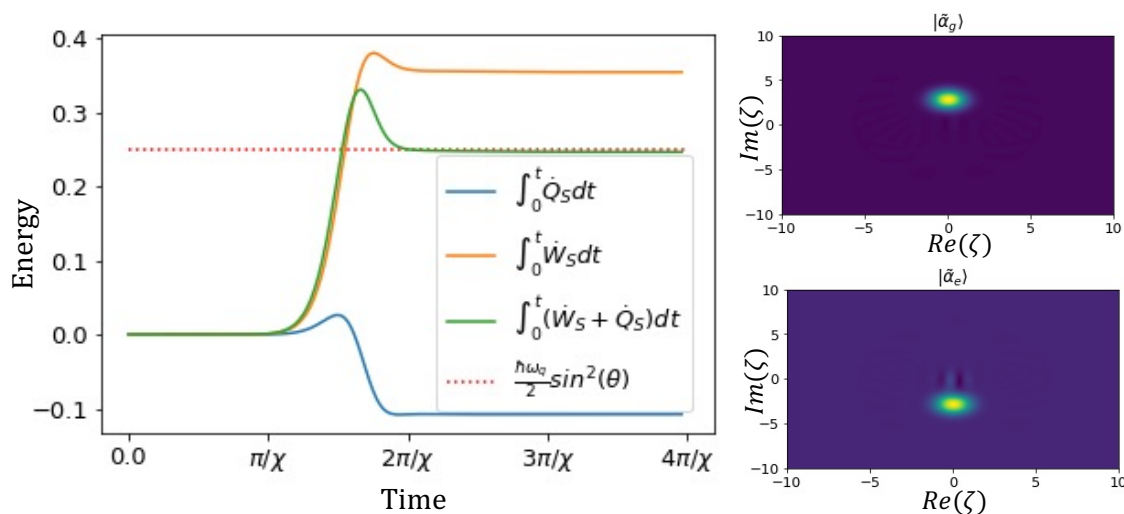 0.4
0.3
0.2
0.1
0.0
−0.1
Energy
0.0 π/χ 2π/χ 3π/χ 4π/χ
Time
∫₀ᵗ Q̇_S dt
∫₀ᵗ Ẇ_S dt
∫₀ᵗ (Ẇ_S + Q̇_S)dt
ħω_q/2 sin²(θ)
|α̃_g⟩
10
5
0
−5
−10
Im(ζ)
−10 −5 0 5 10
Re(ζ)
|α̃_e⟩
10
5
0
−5
−10
Im(ζ)
−10 −5 0 5 10
Re(ζ)